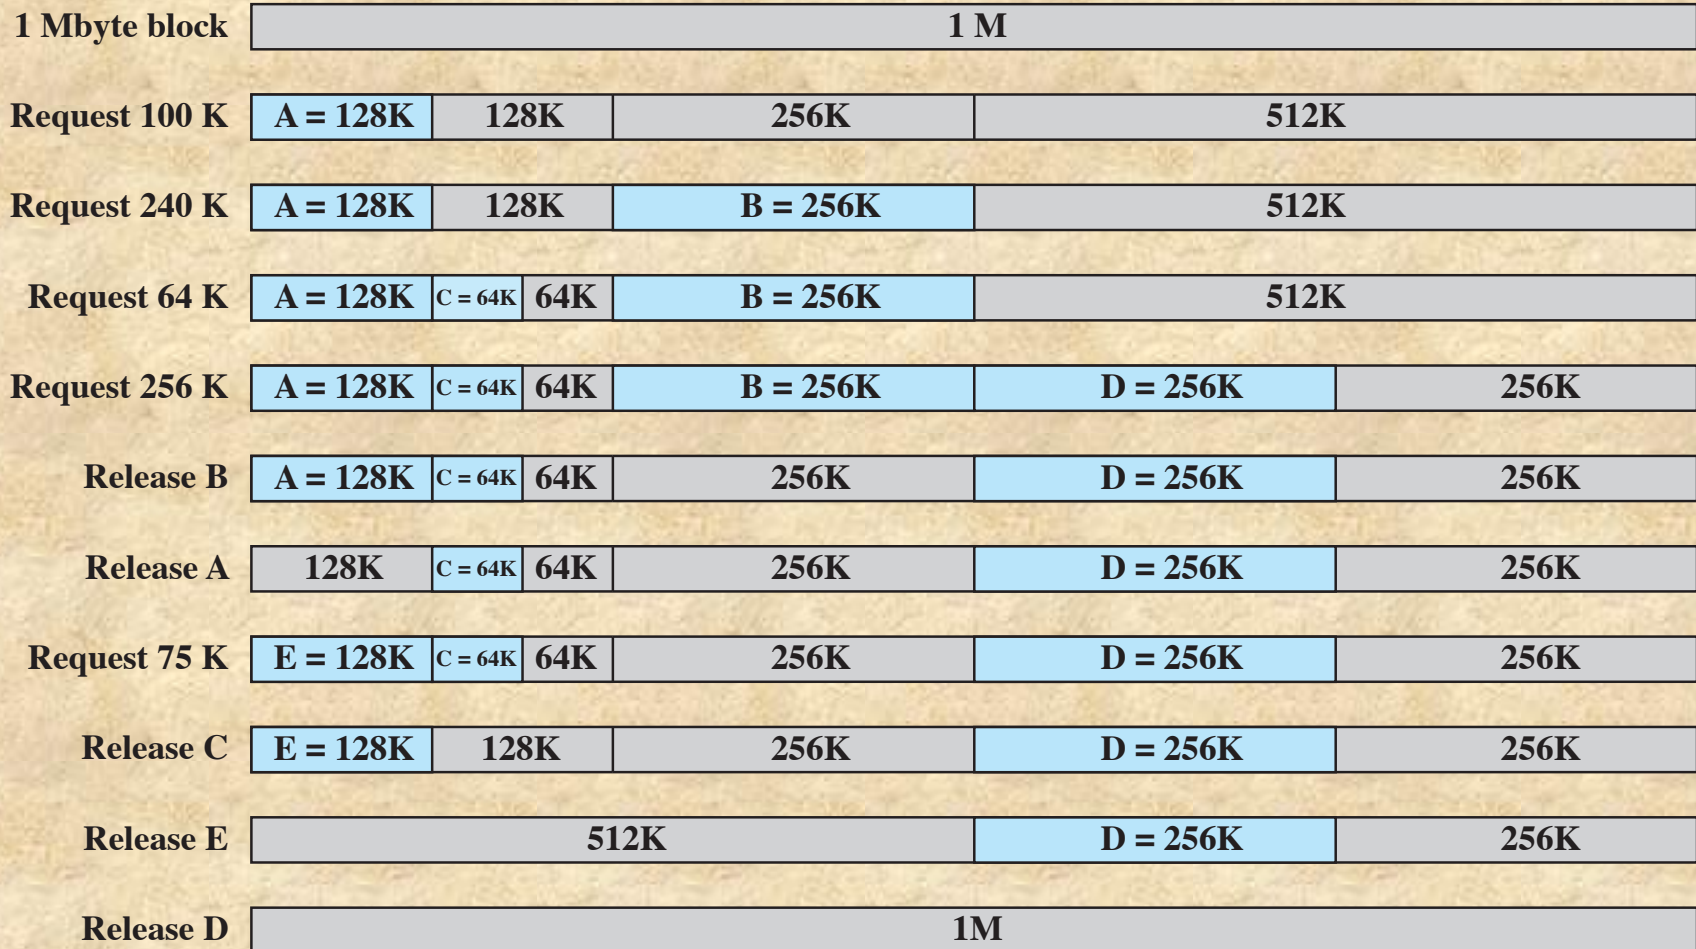 1 Mbyte block 1 M
Request 100 K A = 128K 128K 256K 512K
Request 240 K A = 128K 128K B = 256K 512K
Request 64 K A = 128K C = 64K 64K B = 256K 512K
Request 256 K A = 128K C = 64K 64K B = 256K D = 256K 256K
Release B A = 128K C = 64K 64K 256K D = 256K 256K
Release A 128K C = 64K 64K 256K D = 256K 256K
Request 75 K E = 128K C = 64K 64K 256K D = 256K 256K
Release C E = 128K 128K 256K D = 256K 256K
Release E 512K D = 256K 256K
Release D 1M